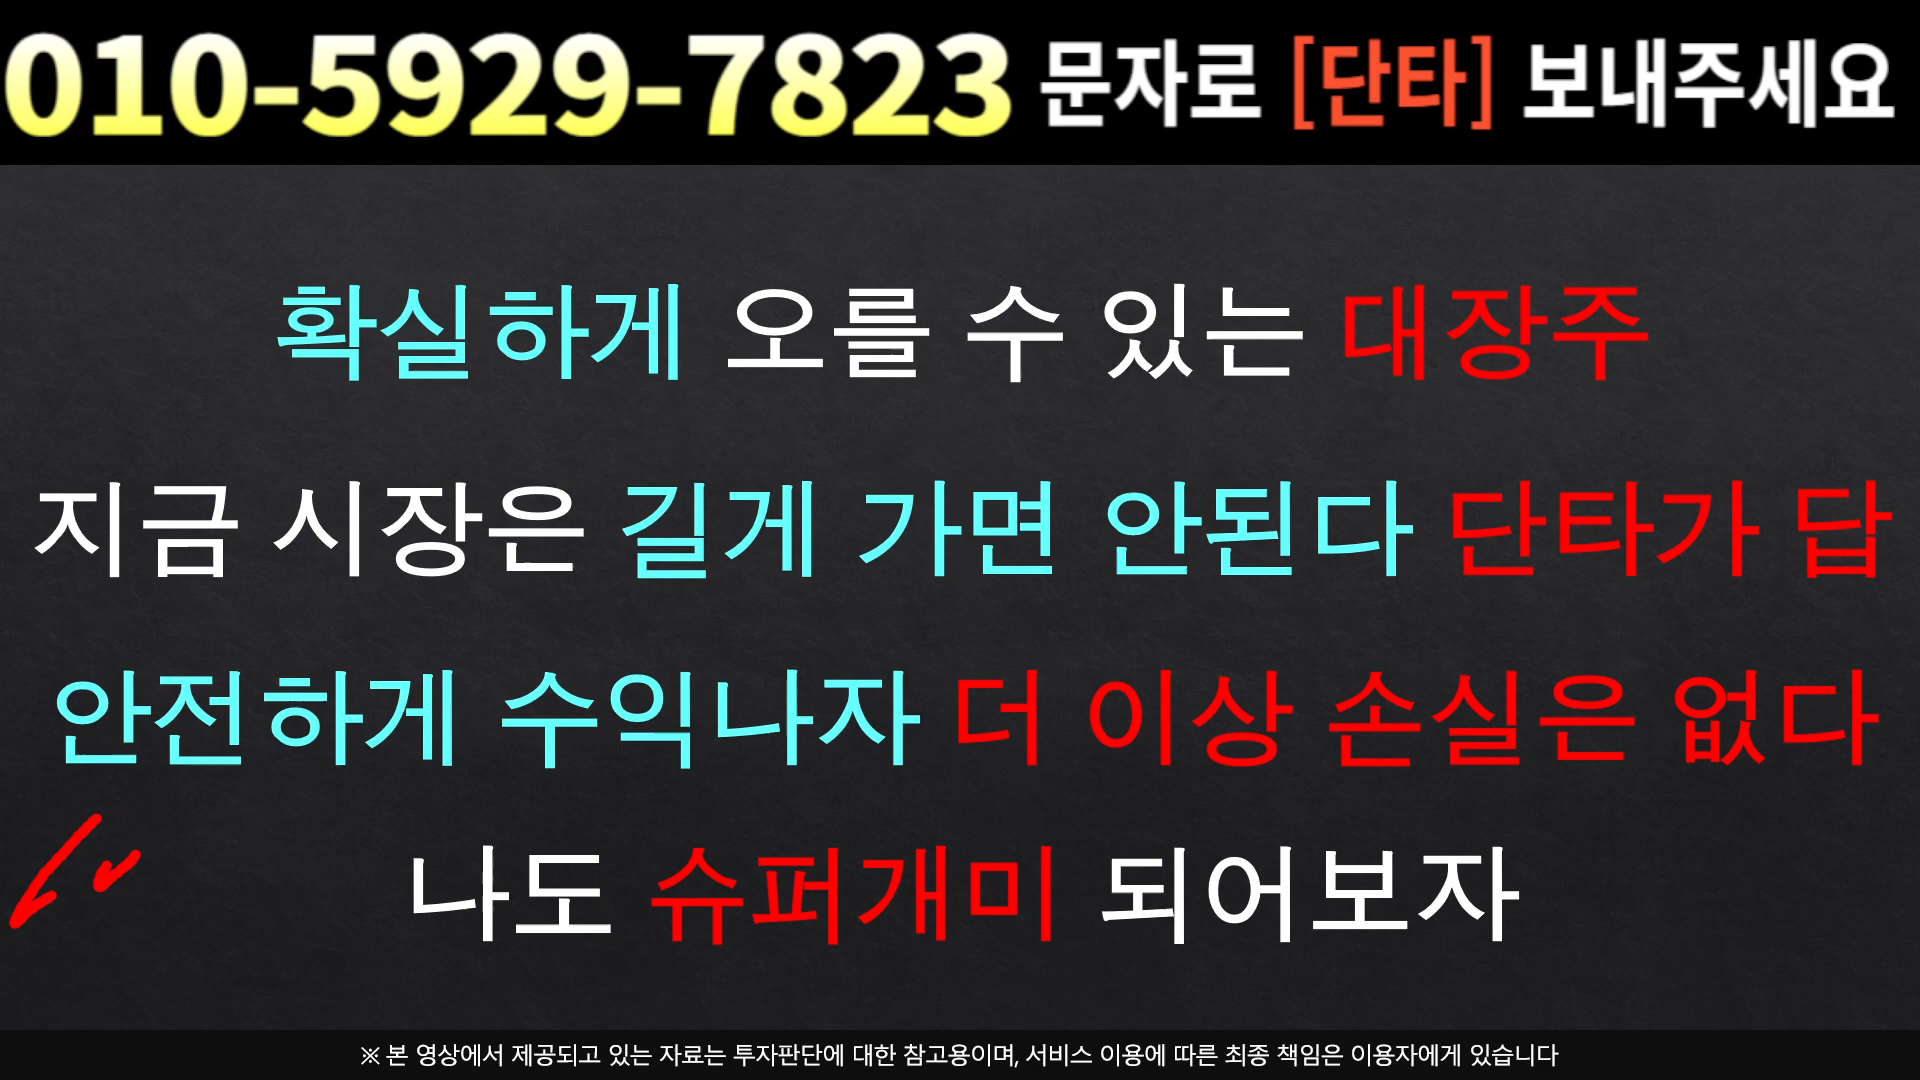 010-5929-7823 문자로 [단타] 보내주세요
확실하게 오를 수 있는 대장주
지금 시장은 길게 가면 안된다 단타가 답
안전하게 수익나자 더 이상 손실은 없다
나도 슈퍼개미 되어보자
※ 본 영상에서 제공되고 있는 자료는 투자판단에 대한 참고용이며, 서비스 이용에 따른 최종 책임은 이용자에게 있습니다